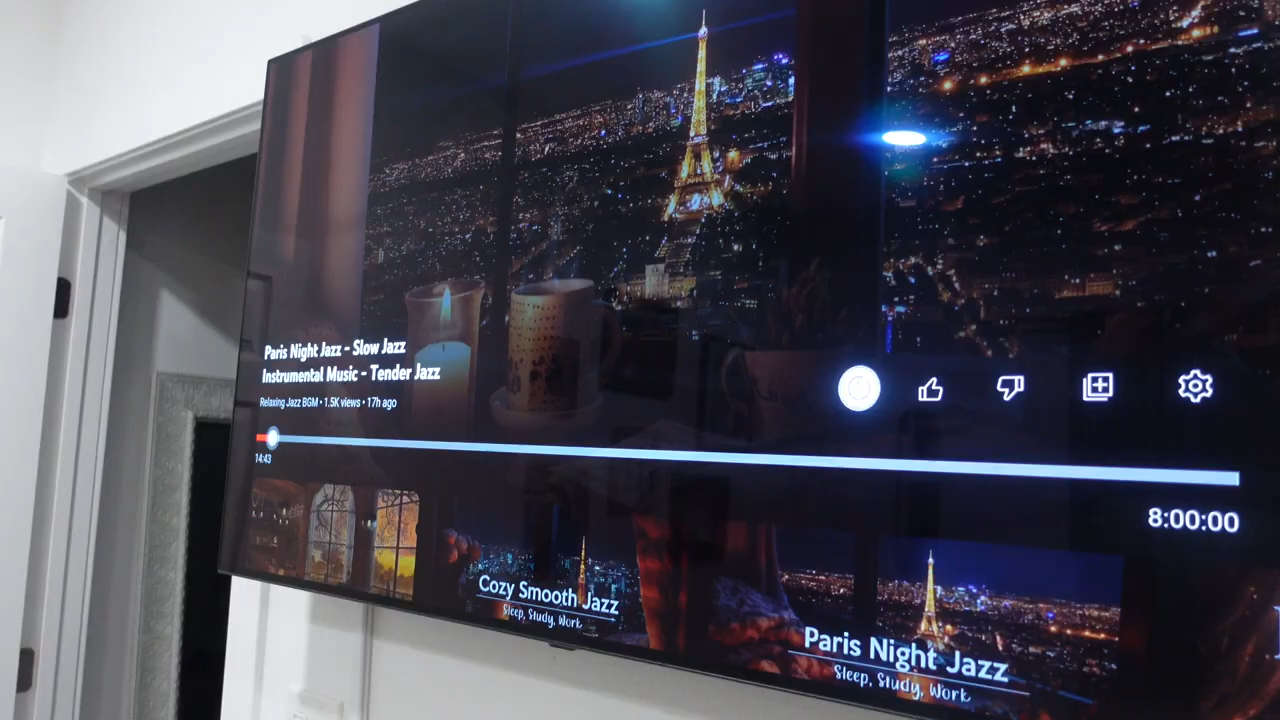 Paris Night Jazz - Slow Jazz
Instrumental Music - Tender Jazz
Relaxing Jazz BGM • 1.5K views • 17h ago
14:43
8:00:00
Cozy Smooth Jazz
Sleep, Study, Work
Paris Night Jazz
Sleep, Study, Work